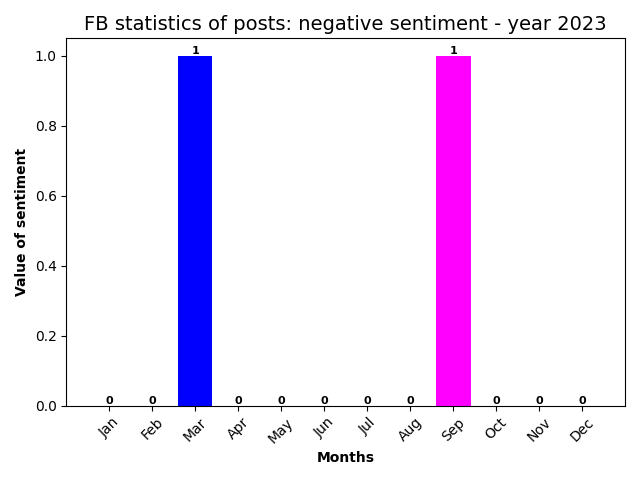 FB statistics of posts: negative sentiment - year 2023
Value of sentiment
1.0
0.8
0.6
0.4
0.2
0.0
0 0 1 0 0 0 0 0 1 0 0 0
Jan Feb Mar Apr May Jun Jul Aug Sep Oct Nov Dec
Months